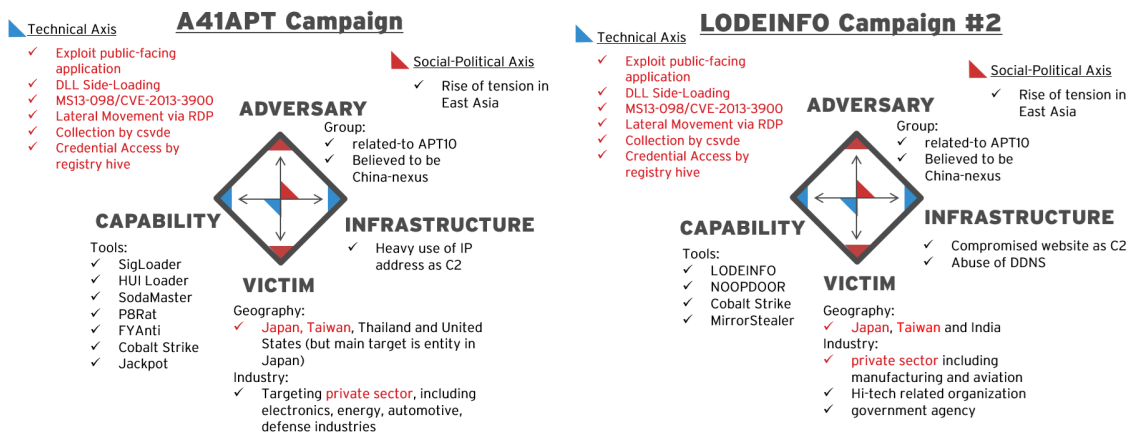 A41APT Campaign
Technical Axis
✓ Exploit public-facing
application
✓ DLL Side-Loading
✓ MS13-098/CVE-2013-3900
✓ Lateral Movement via RDP
✓ Collection by csvde
✓ Credential Access by
registry hive
Social-Political Axis
✓ Rise of tension in
East Asia
ADVERSARY
Group:
✓ related-to APT10
✓ Believed to be
China-nexus
CAPABILITY
Tools:
✓ SigLoader
✓ HUI Loader
✓ SodaMaster
✓ P8Rat
✓ FYAnti
✓ Cobalt Strike
✓ Jackpot
INFRASTRUCTURE
✓ Heavy use of IP
address as C2
VICTIM
Geography:
✓ Japan, Taiwan, Thailand and United
States (but main target is entity in
Japan)
Industry:
✓ Targeting private sector, including
electronics, energy, automotive,
defense industries
LODEINFO Campaign #2
Technical Axis
✓ Exploit public-facing
application
✓ DLL Side-Loading
✓ MS13-098/CVE-2013-3900
✓ Lateral Movement via RDP
✓ Collection by csvde
✓ Credential Access by
registry hive
Social-Political Axis
✓ Rise of tension in
East Asia
ADVERSARY
Group:
✓ related-to APT10
✓ Believed to be
China-nexus
CAPABILITY
Tools:
✓ LODEINFO
✓ NOOPDOOR
✓ Cobalt Strike
✓ MirrorStealer
INFRASTRUCTURE
✓ Compromised website as C2
✓ Abuse of DDNS
VICTIM
Geography:
✓ Japan, Taiwan and India
Industry:
✓ private sector including
manufacturing and aviation
✓ Hi-tech related organization
✓ government agency